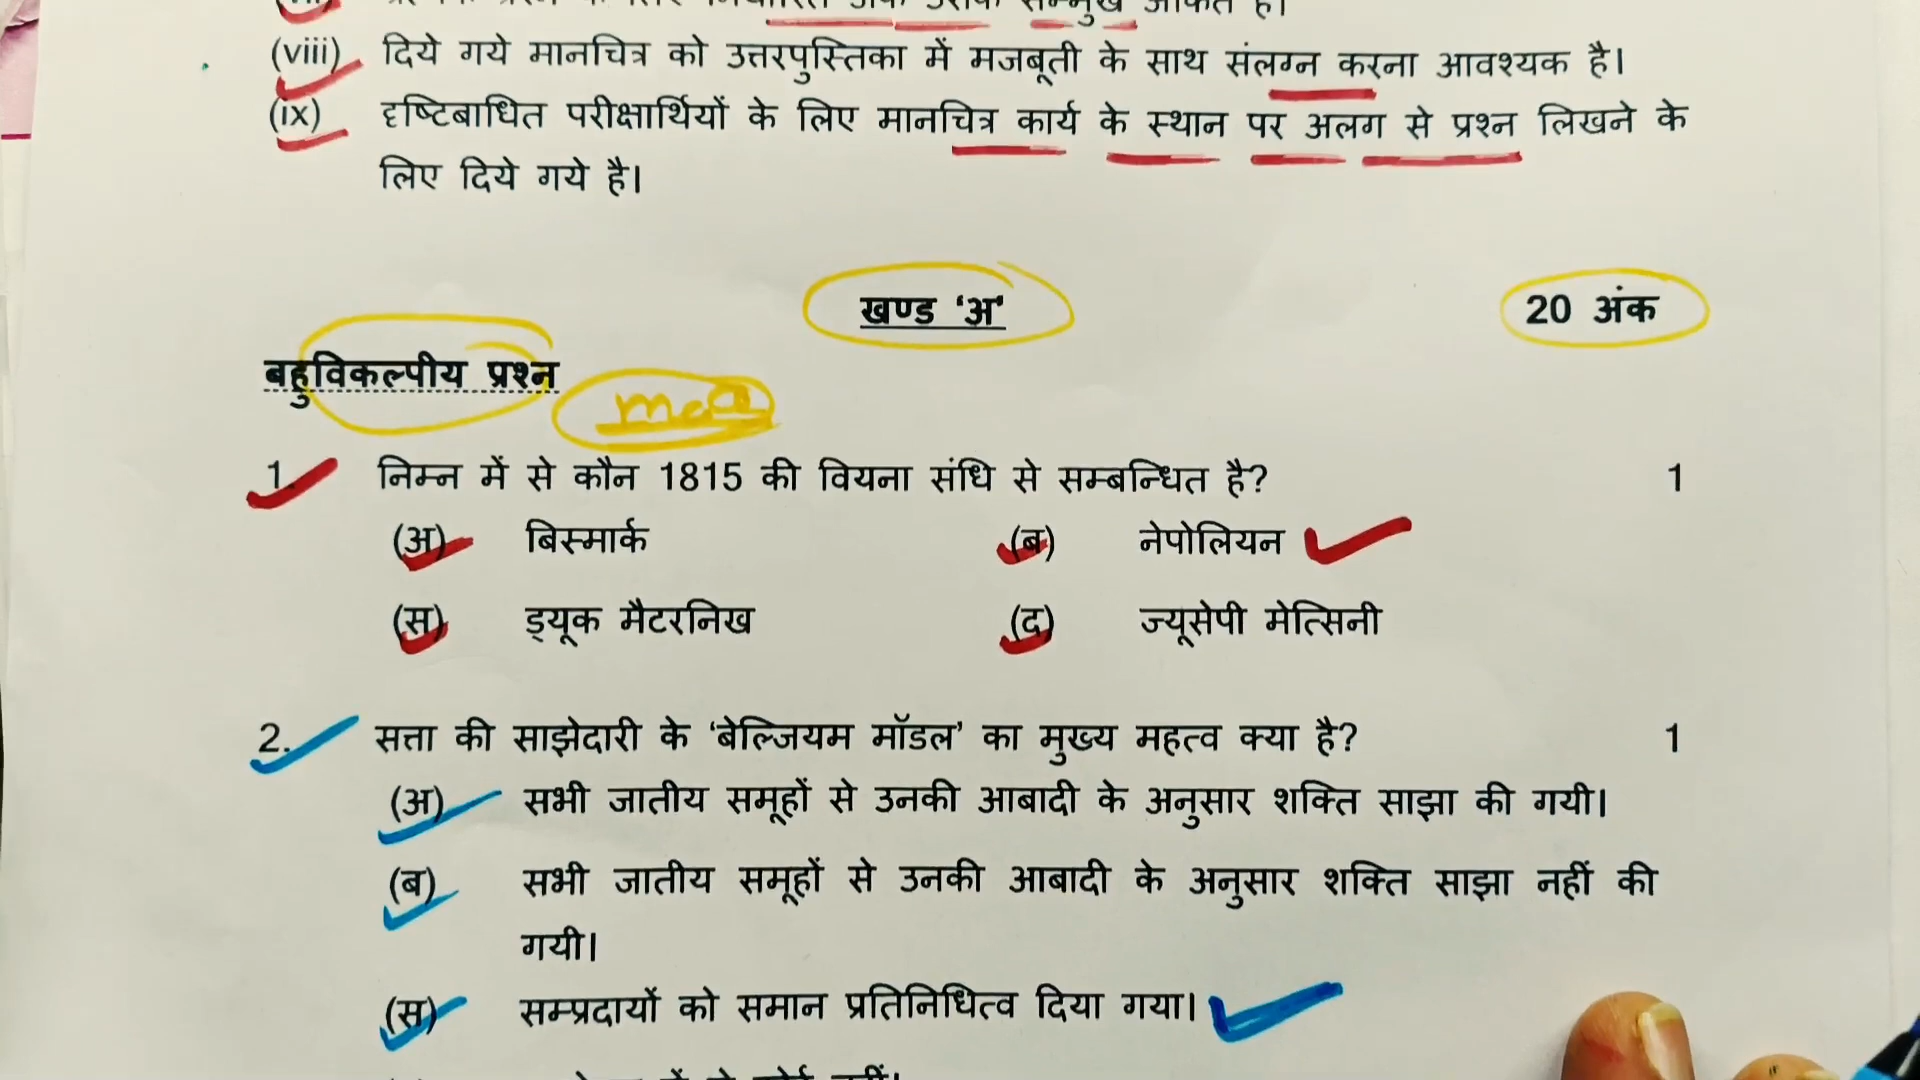 (viii) दिये गये मानचित्र को उत्तरपुस्तिका में मजबूती के साथ संलग्न करना आवश्यक है।
(ix) दृष्टिबाधित परीक्षार्थियों के लिए मानचित्र कार्य के स्थान पर अलग से प्रश्न लिखने के
लिए दिये गये है।
खण्ड ‘अ’ 20 अंक
बहुविकल्पीय प्रश्न
mcQ
1. निम्न में से कौन 1815 की वियना संधि से सम्बन्धित है? 1
(अ) बिस्मार्क (ब) नेपोलियन
(स) ड्यूक मैटरनिख (द) ज्यूसेपी मेत्सिनी
2. सत्ता की साझेदारी के ‘बेल्जियम मॉडल’ का मुख्य महत्व क्या है? 1
(अ) सभी जातीय समूहों से उनकी आबादी के अनुसार शक्ति साझा की गयी।
(ब) सभी जातीय समूहों से उनकी आबादी के अनुसार शक्ति साझा नहीं की
गयी।
(स) सम्प्रदायों को समान प्रतिनिधित्व दिया गया।